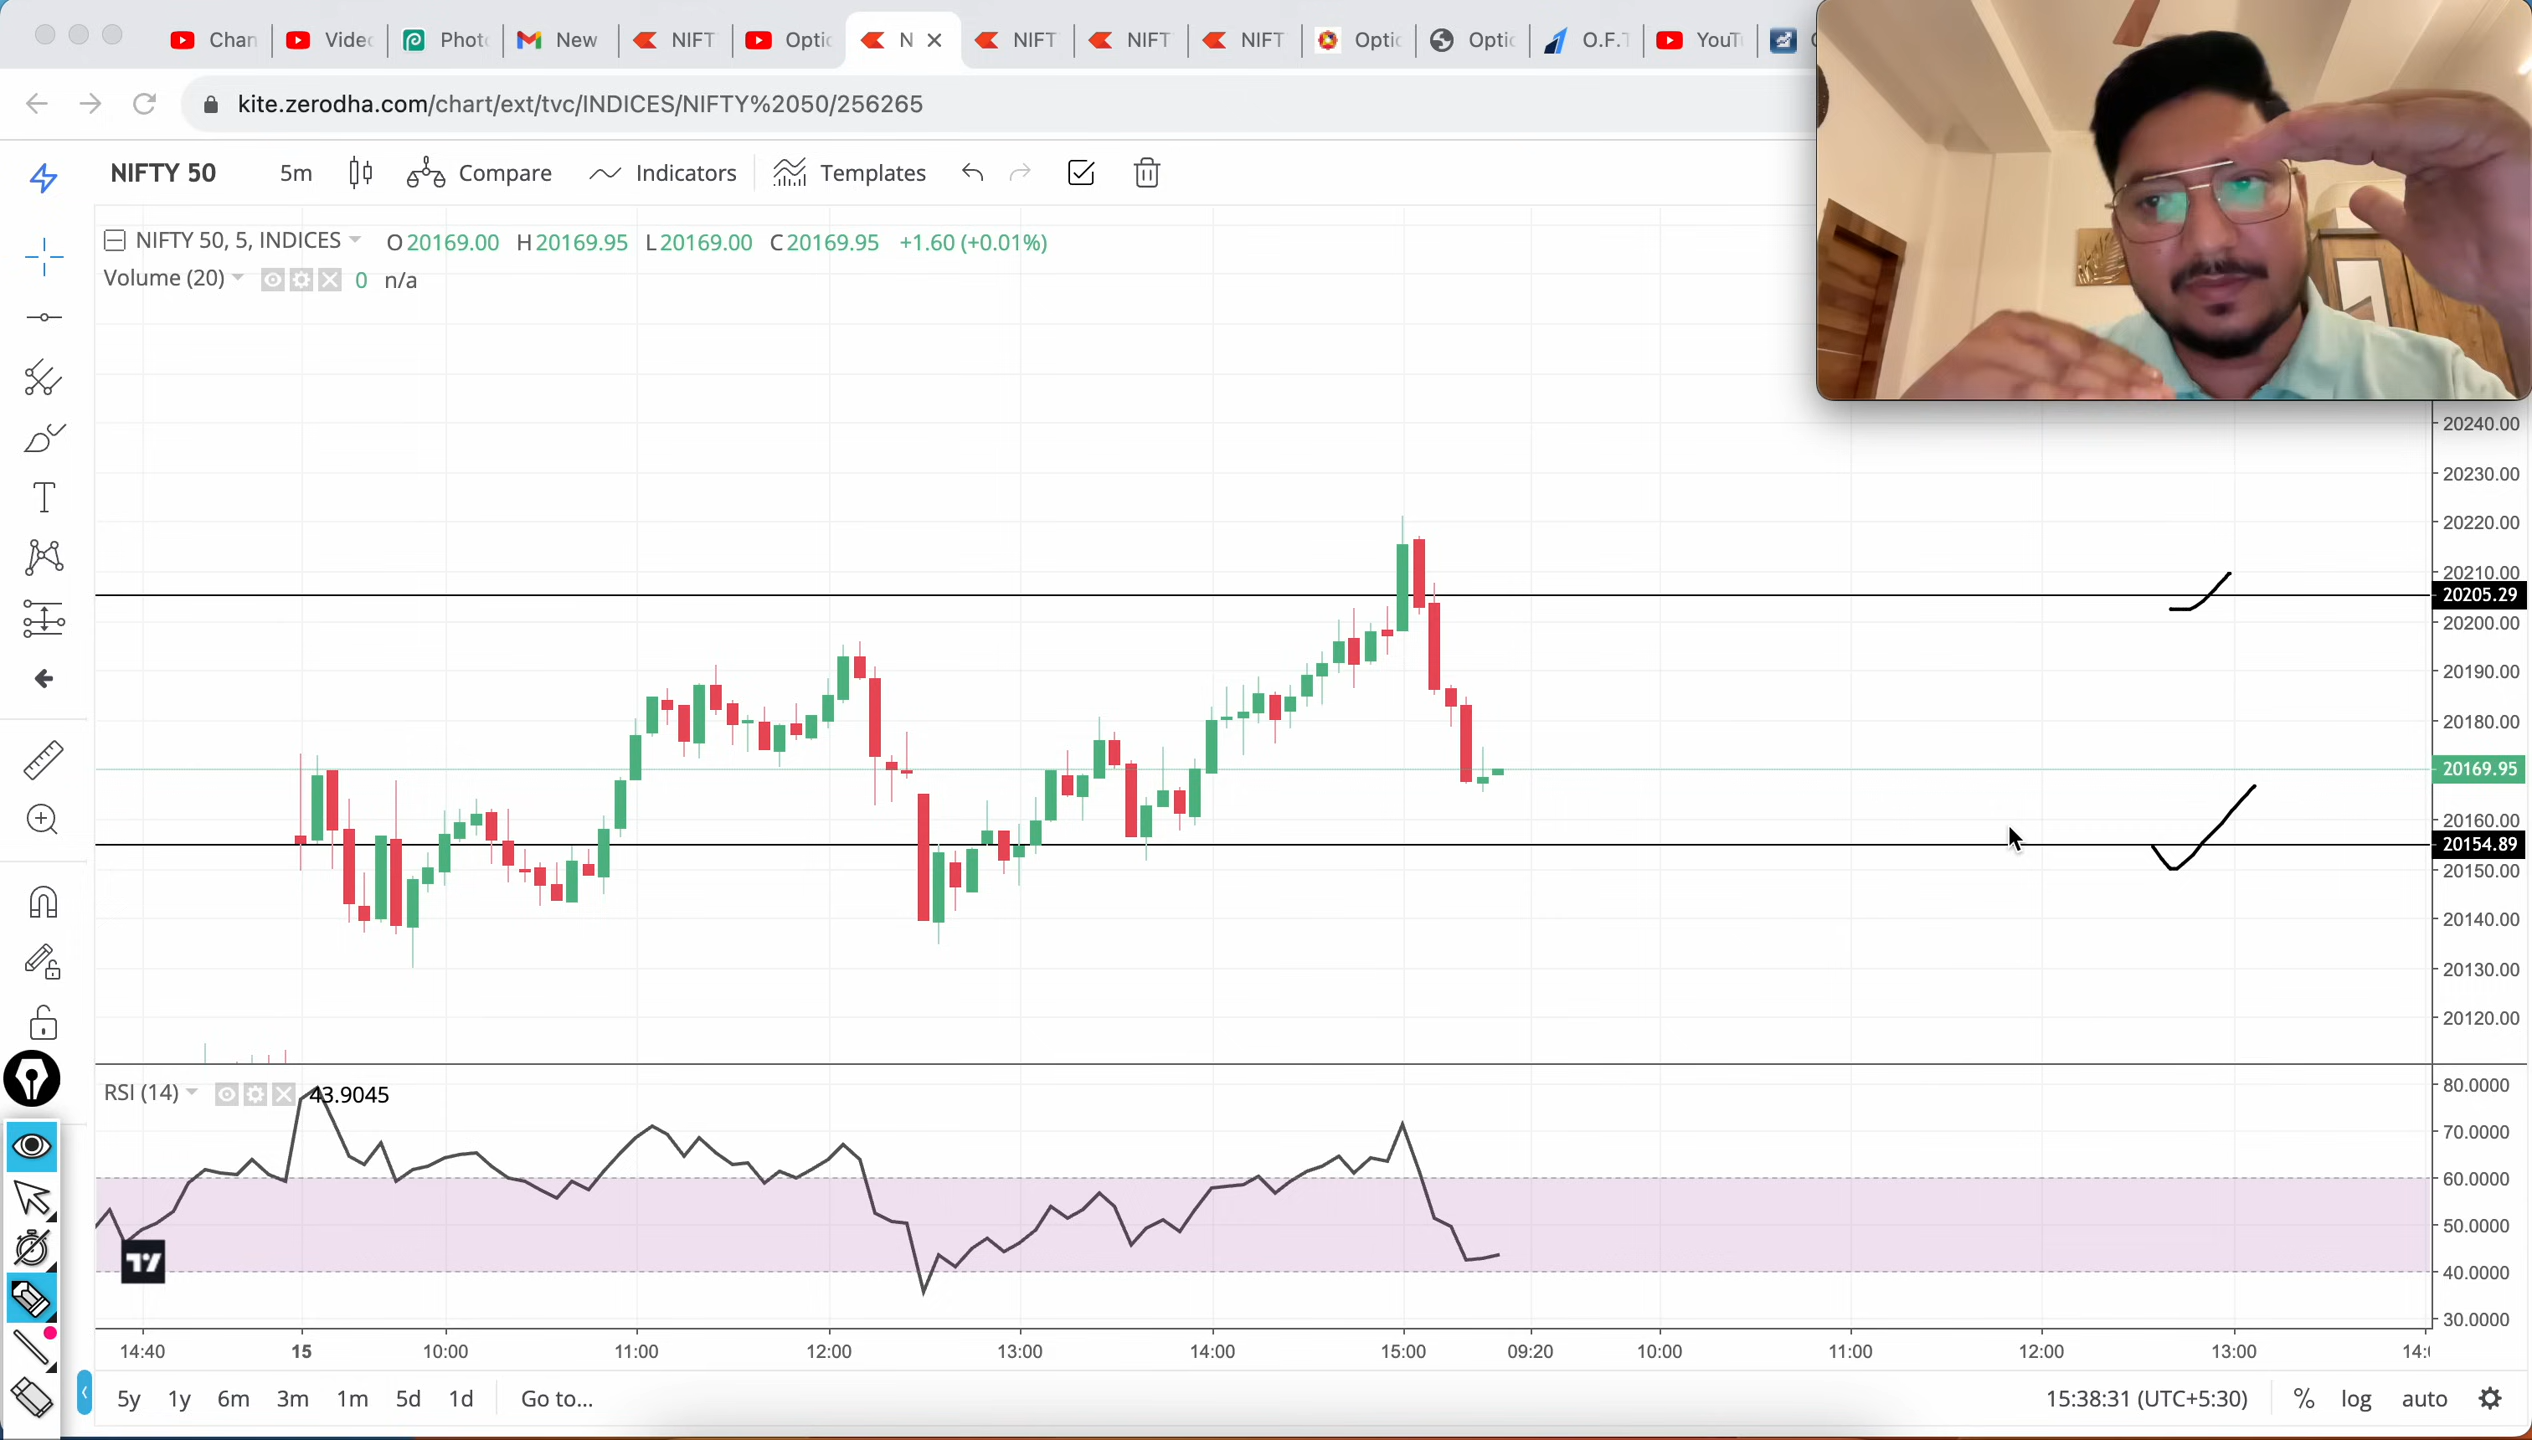 Chan
Vide
Phot
New
NIFT
Optic
N
NIFT
NIFT
NIFT
Optic
Optic
O.F.T
YouT
kite.zerodha.com/chart/ext/tvc/INDICES/NIFTY%2050/256265
NIFTY 50 5m Compare Indicators Templates
NIFTY 50, 5, INDICES O20169.00 H20169.95 L20169.00 C20169.95 +1.60 (+0.01%)
Volume (20) 0 n/a
20240.00
20230.00
20220.00
20210.00
20205.29
20200.00
20190.00
20180.00
20169.95
20160.00
20154.89
20150.00
20140.00
20130.00
20120.00
RSI (14) 43.9045
80.0000
70.0000
60.0000
50.0000
40.0000
30.0000
14:40 15 10:00 11:00 12:00 13:00 14:00 15:00 09:20 10:00 11:00 12:00 13:00 14:
5y 1y 6m 3m 1m 5d 1d Go to... 15:38:31 (UTC+5:30) % log auto